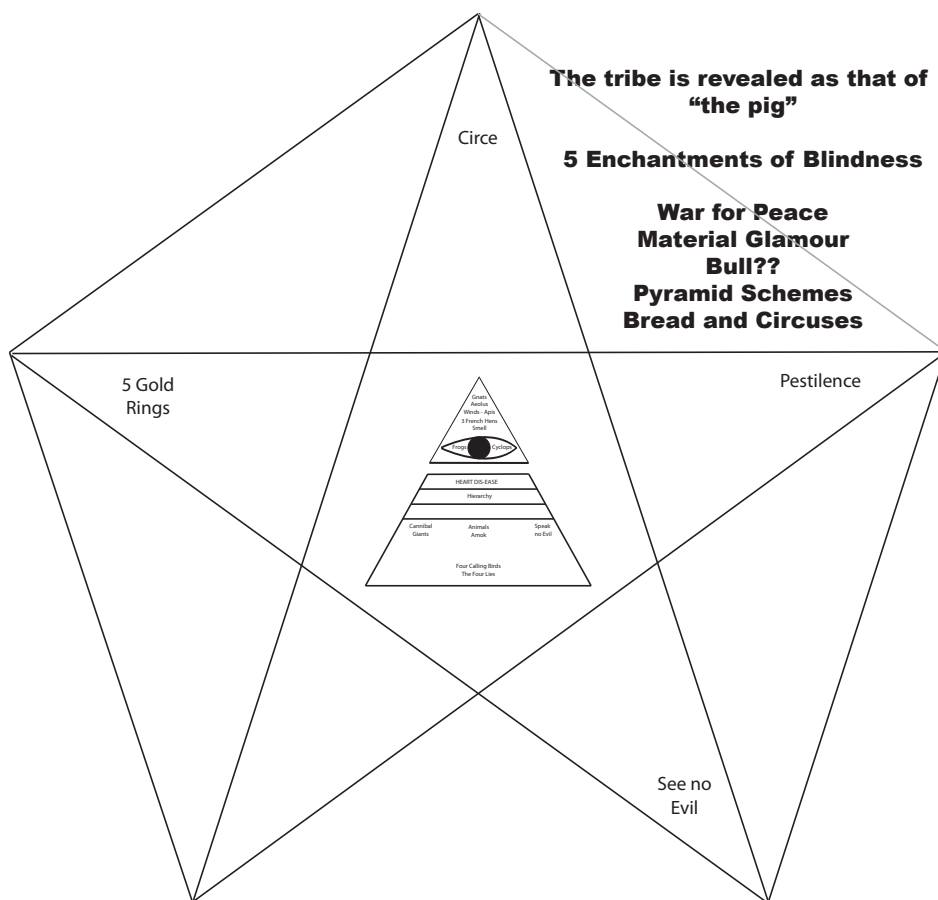 The tribe is revealed as that of
“the pig”
Circe
5 Enchantments of Blindness
War for Peace
Material Glamour
Bull??
Pyramid Schemes
Bread and Circuses
5 Gold
Rings
Pestilence
Gnats
Aeolus
Winds - Apis
3 French Hens
Smell
Frogs
Cyclops
HEART DIS-EASE
Hierarchy
Cannibal
Giants
Animals
Amok
Speak
no Evil
Four Calling Birds
The Four Lies
See no
Evil